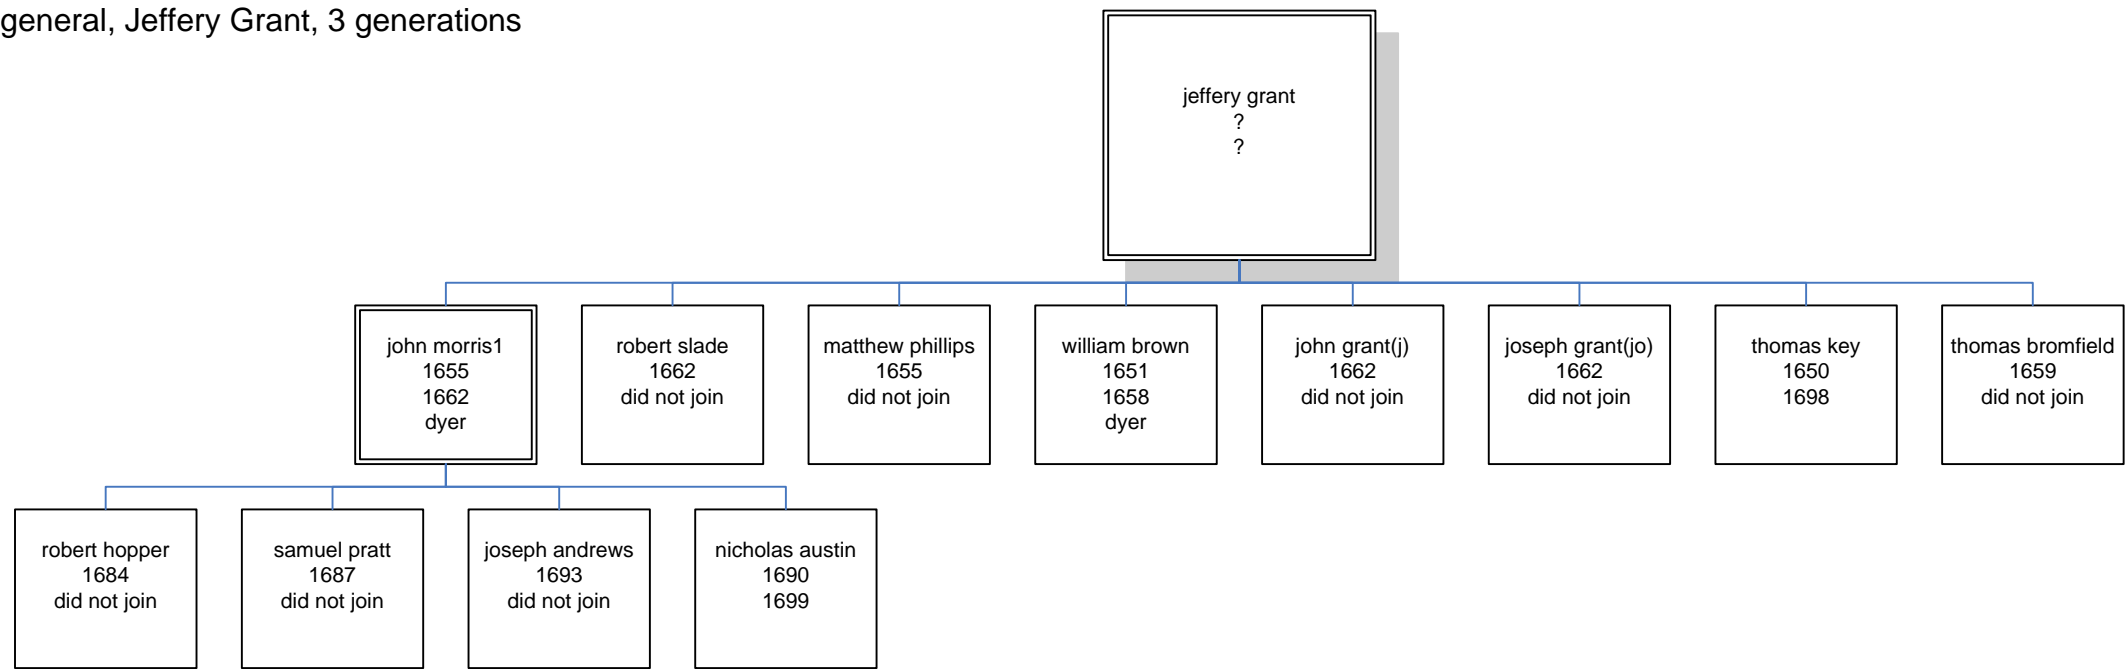 general, Jeffery Grant, 3 generations
jeffery grant
?
?
john morris1
1655
1662
dyer
robert slade
1662
did not join
matthew phillips
1655
did not join
william brown
1651
1658
dyer
john grant(j)
1662
did not join
joseph grant(jo)
1662
did not join
thomas key
1650
1698
thomas bromfield
1659
did not join
robert hopper
1684
did not join
samuel pratt
1687
did not join
joseph andrews
1693
did not join
nicholas austin
1690
1699